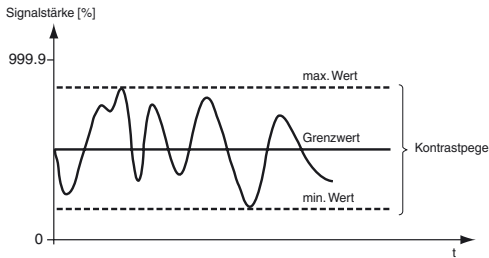 Signalstärke [%]
999.9
max. Wert
Grenzwert
Kontrastpege
min. Wert
0
t